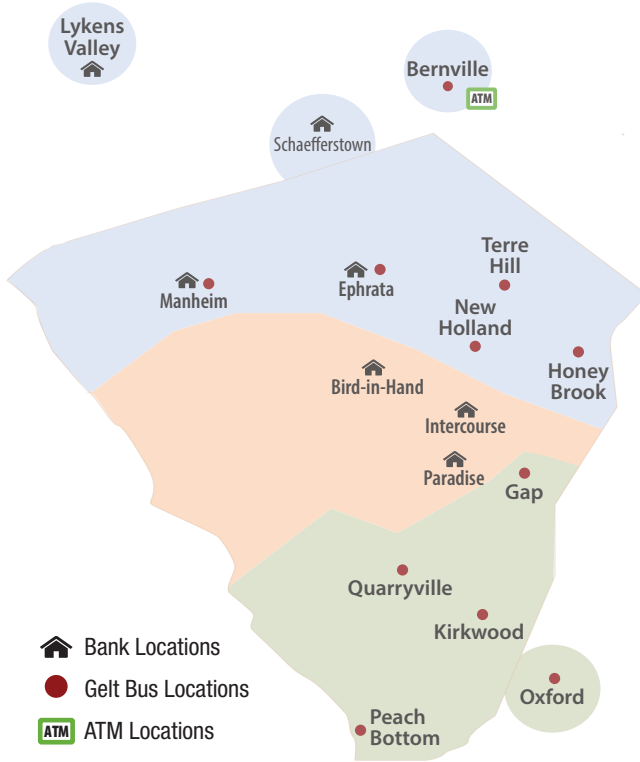 Lykens
Valley
Bernville
ATM
Schaefferstown
Terre
Hill
Manheim
Ephrata
New
Holland
Honey
Brook
Bird-in-Hand
Intercourse
Paradise
Gap
Quarryville
Kirkwood
Oxford
Peach
Bottom
Bank Locations
Gelt Bus Locations
ATM ATM Locations